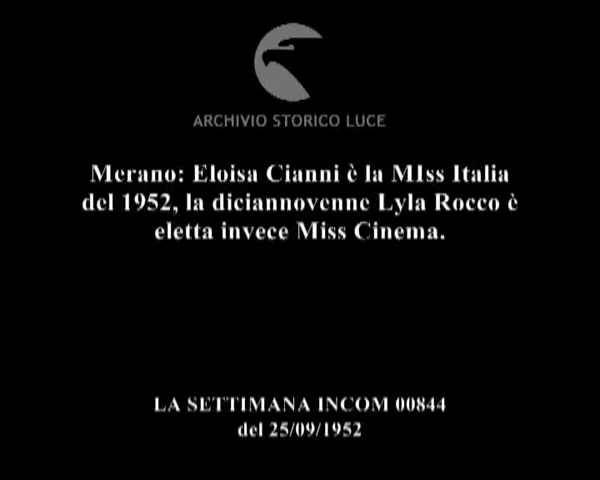 ARCHIVIO STORICO LUCE
Merano: Eloisa Cianni è la MIss Italia
del 1952, la diciannovenne Lyla Rocco è
eletta invece Miss Cinema.
LA SETTIMANA INCOM 00844
del 25/09/1952